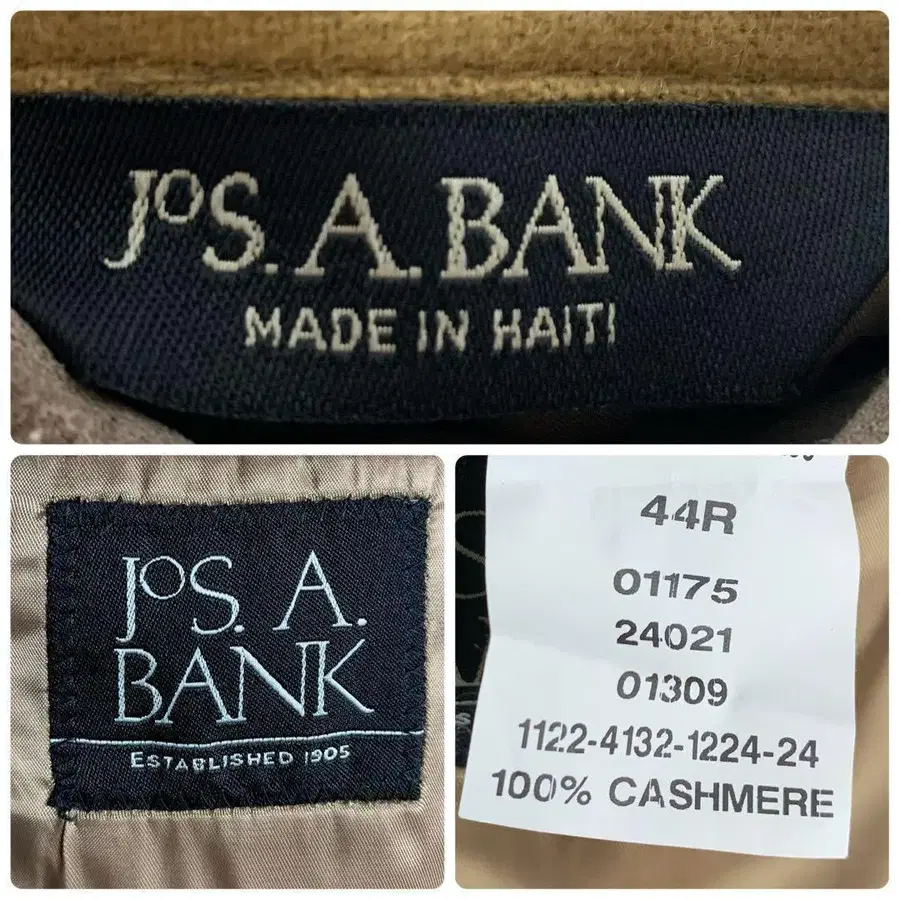 JOS. A. BANK
MADE IN HAITI
JOS. A.
BANK
ESTABLISHED 1905
44R
01175
24021
01309
1122-4132-1224-24
100% CASHMERE